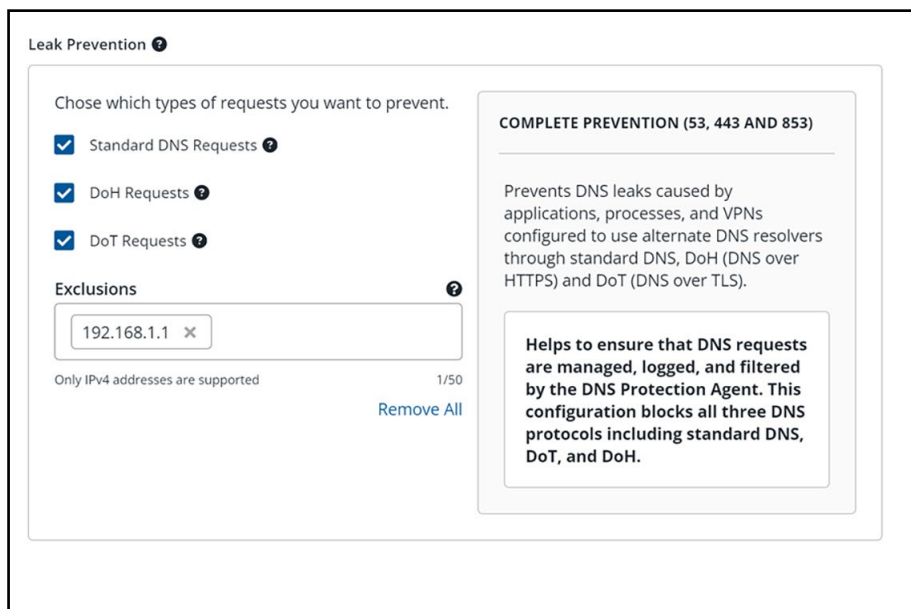 Leak Prevention
Chose which types of requests you want to prevent.
Standard DNS Requests
DoH Requests
DoT Requests
Exclusions
192.168.1.1
Only IPv4 addresses are supported
1/50
Remove All
COMPLETE PREVENTION (53, 443 AND 853)
Prevents DNS leaks caused by
applications, processes, and VPNs
configured to use alternate DNS resolvers
through standard DNS, DoH (DNS over
HTTPS) and DoT (DNS over TLS).
Helps to ensure that DNS requests
are managed, logged, and filtered
by the DNS Protection Agent. This
configuration blocks all three DNS
protocols including standard DNS,
DoT, and DoH.